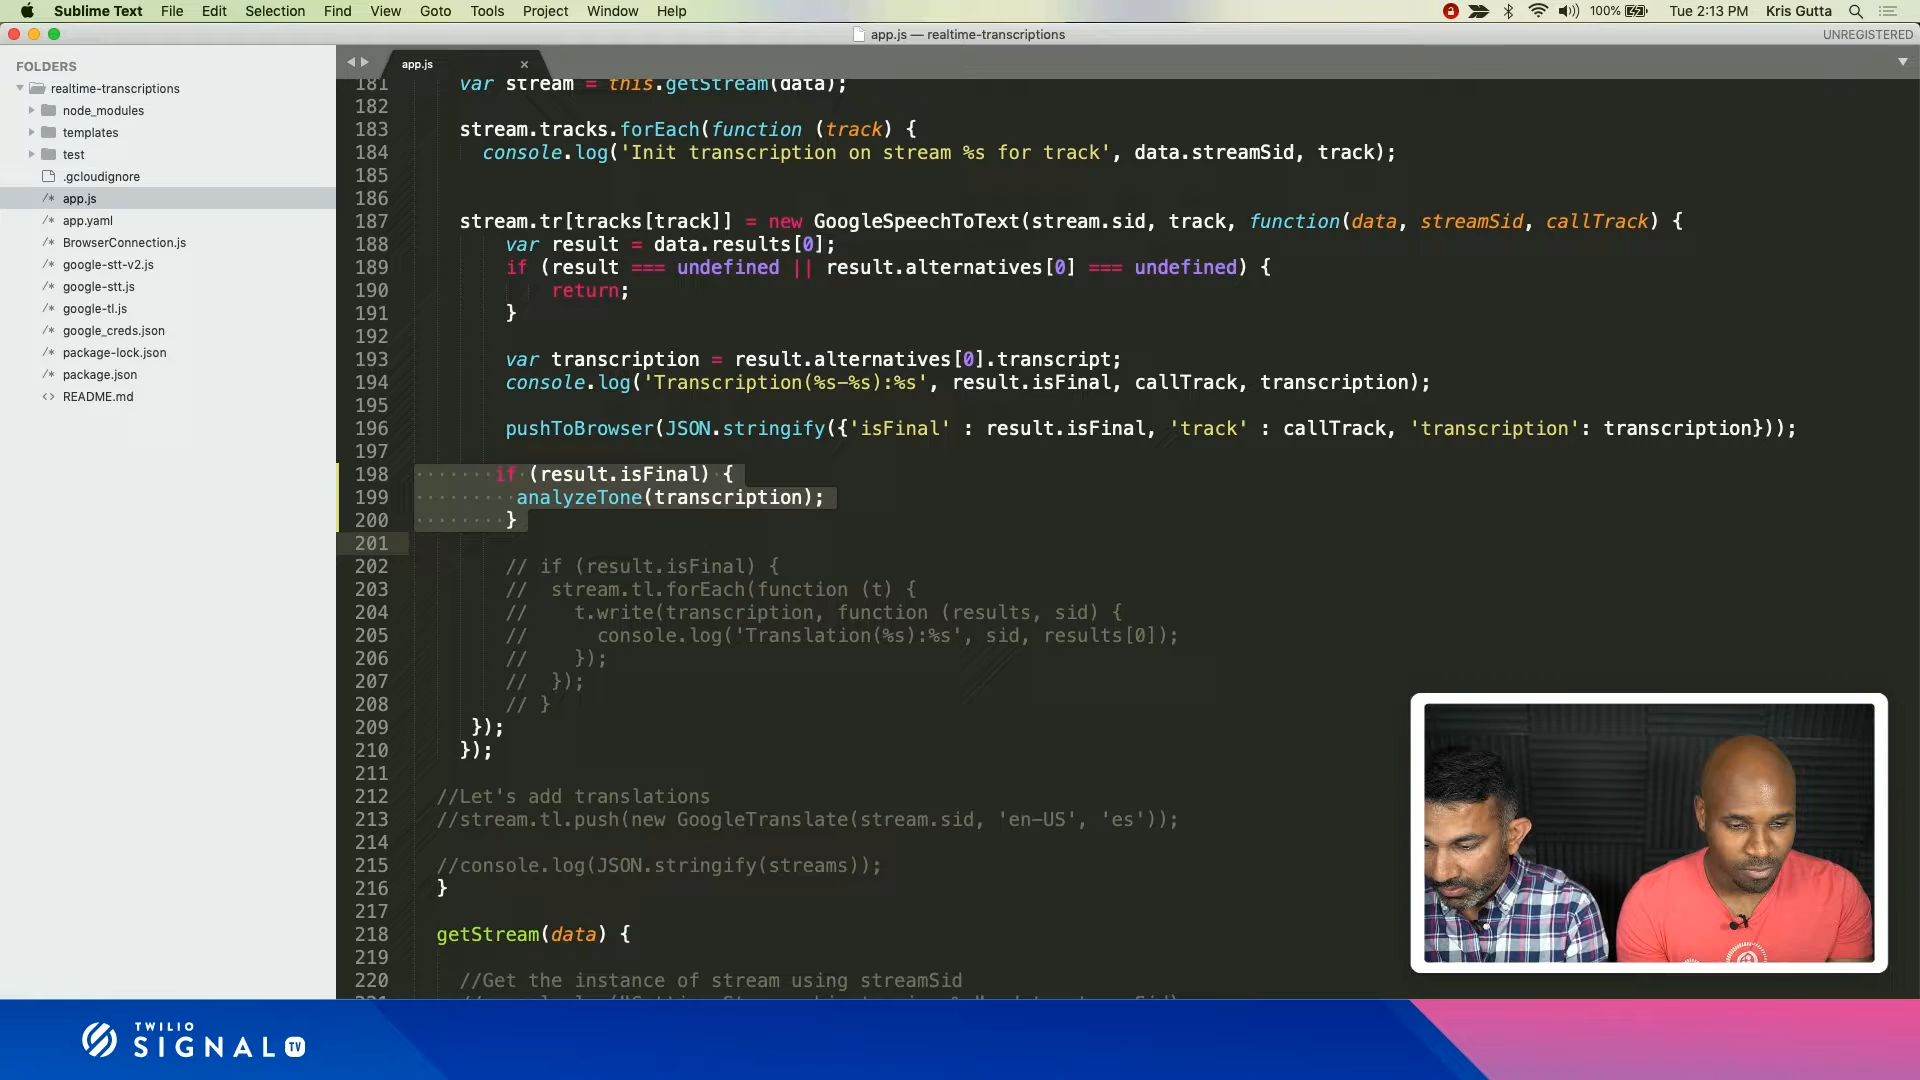 Sublime Text File Edit Selection Find View Goto Tools Project Window Help 100% Tue 2:13 PM Kris Gutta
app.js — realtime-transcriptions UNREGISTERED
FOLDERS
realtime-transcriptions
node_modules
templates
test
.gcloudignore
/* app.js
/* app.yaml
/* BrowserConnection.js
/* google-stt-v2.js
/* google-stt.js
/* google-tl.js
/* google_creds.json
/* package-lock.json
/* package.json
<> README.md
app.js
181 var stream = this.getStream(data);
182
183 stream.tracks.forEach(function (track) {
184 console.log('Init transcription on stream %s for track', data.streamSid, track);
185
186
187 stream.tr[tracks[track]] = new GoogleSpeechToText(stream.sid, track, function(data, streamSid, callTrack) {
188 var result = data.results[0];
189 if (result === undefined || result.alternatives[0] === undefined) {
190 return;
191 }
192
193 var transcription = result.alternatives[0].transcript;
194 console.log('Transcription(%s-%s):%s', result.isFinal, callTrack, transcription);
195
196 pushToBrowser(JSON.stringify({'isFinal' : result.isFinal, 'track' : callTrack, 'transcription': transcription}));
197
198 if (result.isFinal) {
199 analyzeTone(transcription);
200 }
201
202 // if (result.isFinal) {
203 // stream.tl.forEach(function (t) {
204 // t.write(transcription, function (results, sid) {
205 // console.log('Translation(%s):%s', sid, results[0]);
206 // });
207 // });
208 // }
209 });
210 });
211
212 //Let's add translations
213 //stream.tl.push(new GoogleTranslate(stream.sid, 'en-US', 'es'));
214
215 //console.log(JSON.stringify(streams));
216 }
217
218 getStream(data) {
219
220 //Get the instance of stream using streamSid
TWILIO
SIGNAL TV